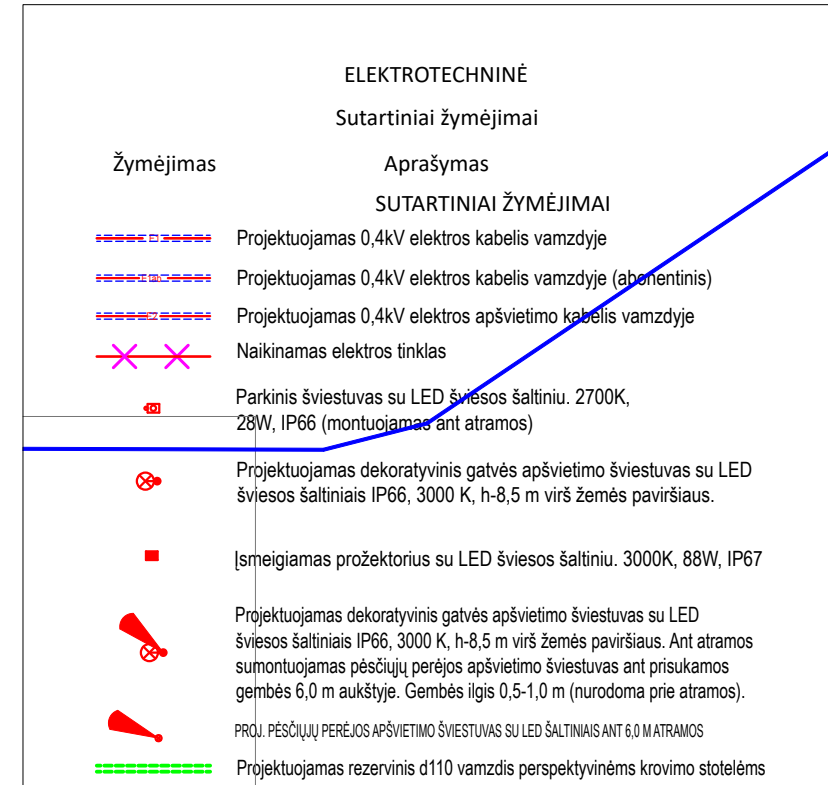 ELEKTROTECHNINĖ
Sutartiniai žymėjimai
Žymėjimas Aprašymas
SUTARTINIAI ŽYMĖJIMAI
E1 Projektuojamas 0,4kV elektros kabelis vamzdyje
E1ab Projektuojamas 0,4kV elektros kabelis vamzdyje (abonentinis)
E2 Projektuojamas 0,4kV elektros apšvietimo kabelis vamzdyje
Naikinamas elektros tinklas
Parkinis šviestuvas su LED šviesos šaltiniu. 2700K,
28W, IP66 (montuojamas ant atramos)
Projektuojamas dekoratyvinis gatvės apšvietimo šviestuvas su LED
šviesos šaltiniais IP66, 3000 K, h-8,5 m virš žemės paviršiaus.
Įsmeigiamas prožektorius su LED šviesos šaltiniu. 3000K, 88W, IP67
Projektuojamas dekoratyvinis gatvės apšvietimo šviestuvas su LED
šviesos šaltiniais IP66, 3000 K, h-8,5 m virš žemės paviršiaus. Ant atramos
sumontuojamas pėsčiųjų perėjos apšvietimo šviestuvas ant prisukamos
gembės 6,0 m aukštyje. Gembės ilgis 0,5-1,0 m (nurodoma prie atramos).
PROJ. PĖSČIŲJŲ PERĖJOS APŠVIETIMO ŠVIESTUVAS SU LED ŠALTINIAIS ANT 6,0 M ATRAMOS
Projektuojamas rezervinis d110 vamzdis perspektyvinėms krovimo stotelėms